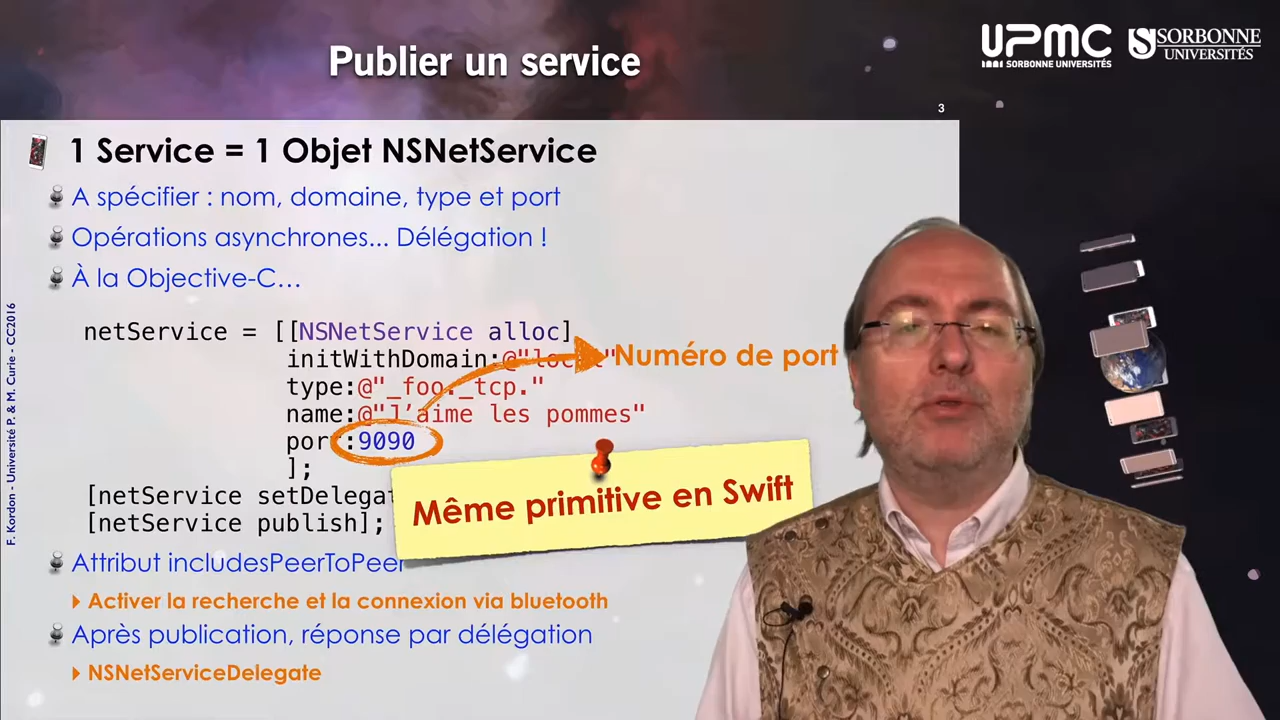 Publier un service
UPMC
SORBONNE UNIVERSITÉS
SORBONNE
UNIVERSITÉS
3
1 Service = 1 Objet NSNetService
A spécifier : nom, domaine, type et port
Opérations asynchrones... Délégation !
À la Objective-C...
netService = [[NSNetService alloc]
initWithDomain:@"
Numéro de port
type:@"_foo._tcp."
name:@"J'aime les pommes"
port:9090
];
[netService setDelegat
[netService publish];
Même primitive en Swift
Attribut includesPeerToPeer
Activer la recherche et la connexion via bluetooth
Après publication, réponse par délégation
NSNetServiceDelegate
F. Kordon - Université P. & M. Curie - CC2016